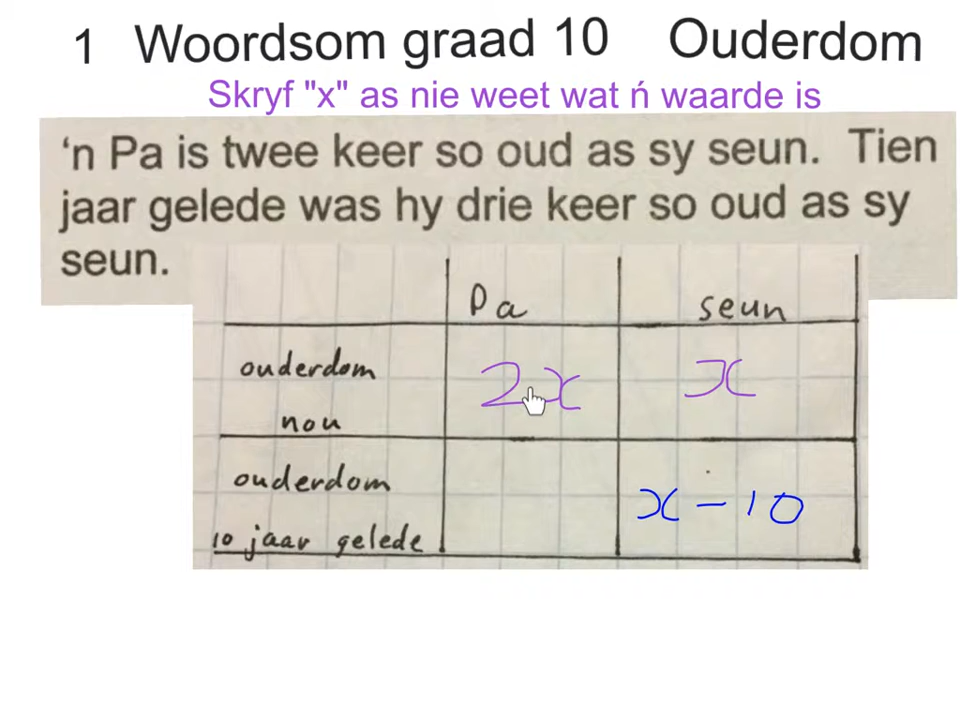 1 Woordsom graad 10 Ouderdom
Skryf "x" as nie weet wat ń waarde is
'n Pa is twee keer so oud as sy seun. Tien
jaar gelede was hy drie keer so oud as sy
seun.
Pa seun
ouderdom
nou
2x x
ouderdom
10 jaar gelede
x - 10